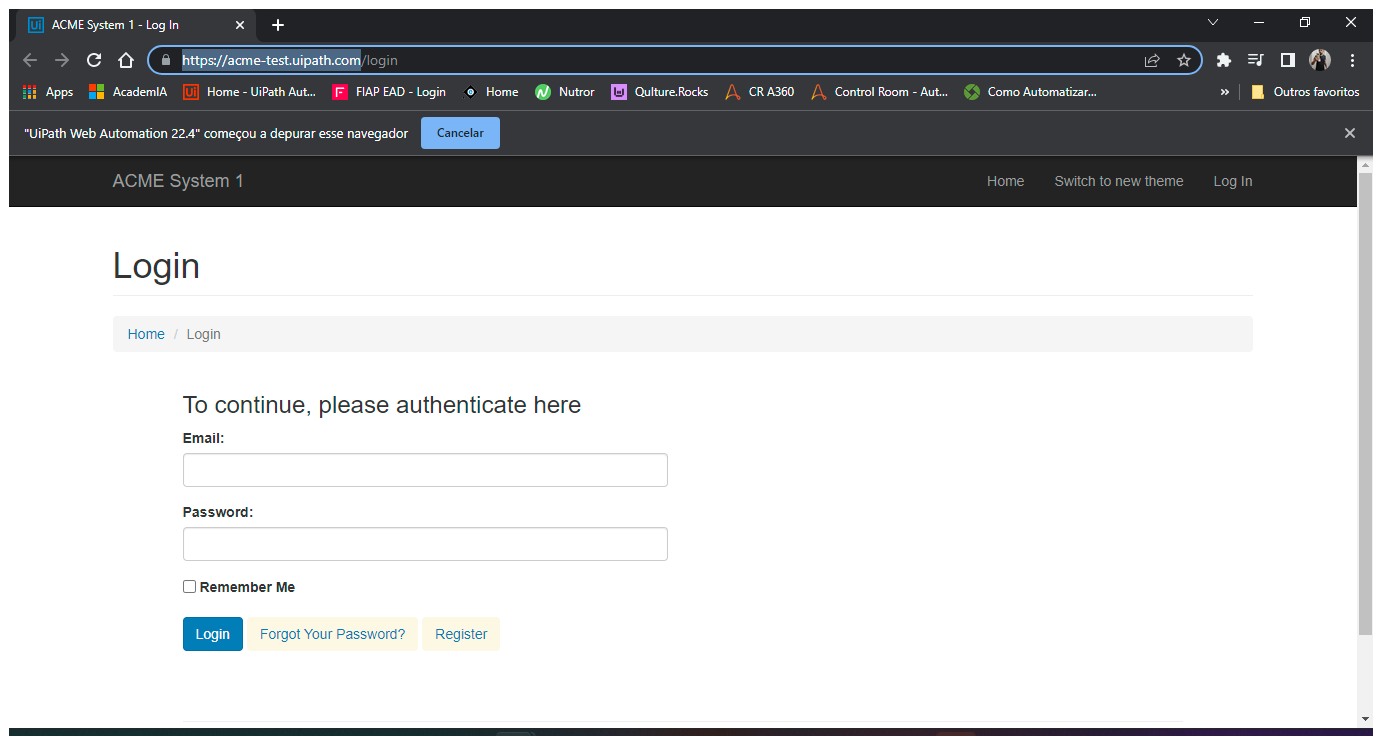 Ui ACME System 1 - Log In
https://acme-test.uipath.com/login
Apps AcademIA Ui Home - UiPath Aut... F FIAP EAD - Login Home Nutror Qulture.Rocks CR A360 Control Room - Aut... Como Automatizar... » Outros favoritos
"UiPath Web Automation 22.4" começou a depurar esse navegador Cancelar
ACME System 1 Home Switch to new theme Log In
Login
Home / Login
To continue, please authenticate here
Email:
Password:
Remember Me
Login Forgot Your Password? Register